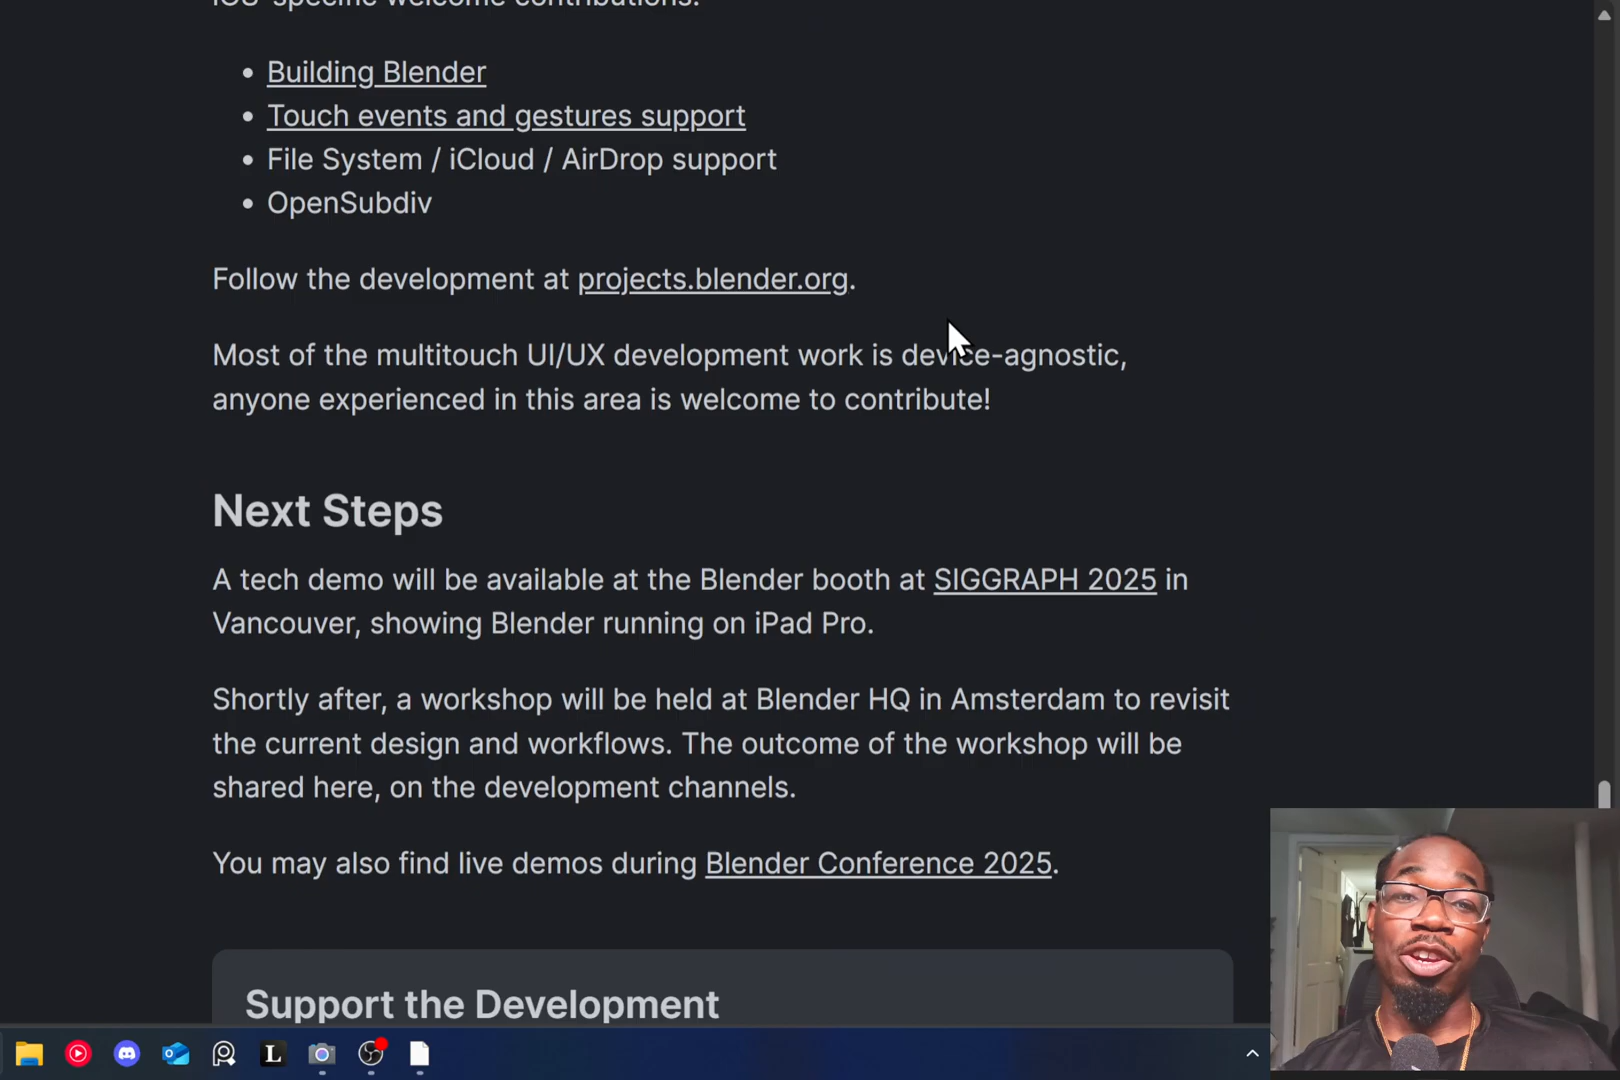 iOS-specific welcome contributions:
Building Blender
Touch events and gestures support
File System / iCloud / AirDrop support
OpenSubdiv
Follow the development at projects.blender.org.
Most of the multitouch UI/UX development work is device-agnostic,
anyone experienced in this area is welcome to contribute!
Next Steps
A tech demo will be available at the Blender booth at SIGGRAPH 2025 in
Vancouver, showing Blender running on iPad Pro.
Shortly after, a workshop will be held at Blender HQ in Amsterdam to revisit
the current design and workflows. The outcome of the workshop will be
shared here, on the development channels.
You may also find live demos during Blender Conference 2025.
Support the Development
L